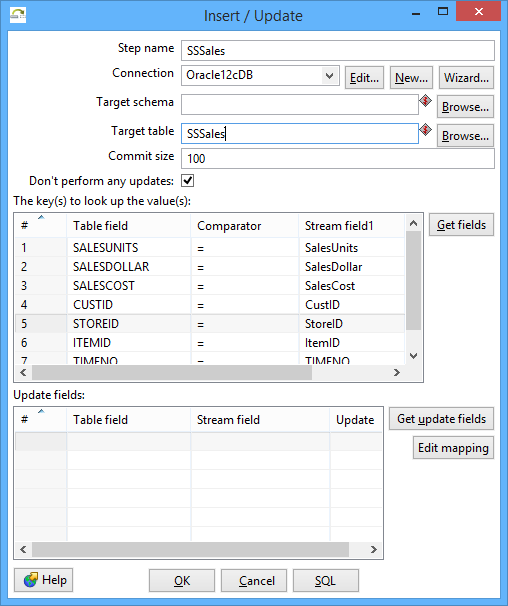 Insert / Update
Step name SSSales
Connection Oracle12cDB Edit... New... Wizard...
Target schema Browse...
Target table SSSales Browse...
Commit size 100
Don't perform any updates:
The key(s) to look up the value(s):
# Table field Comparator Stream field1 Get fields
1 SALESUNITS = SalesUnits
2 SALESDOLLAR = SalesDollar
3 SALESCOST = SalesCost
4 CUSTID = CustID
5 STOREID = StoreID
6 ITEMID = ItemID
7 TIMENO = TIMENO
Update fields:
# Table field Stream field Update Get update fields
Edit mapping
Help OK Cancel SQL